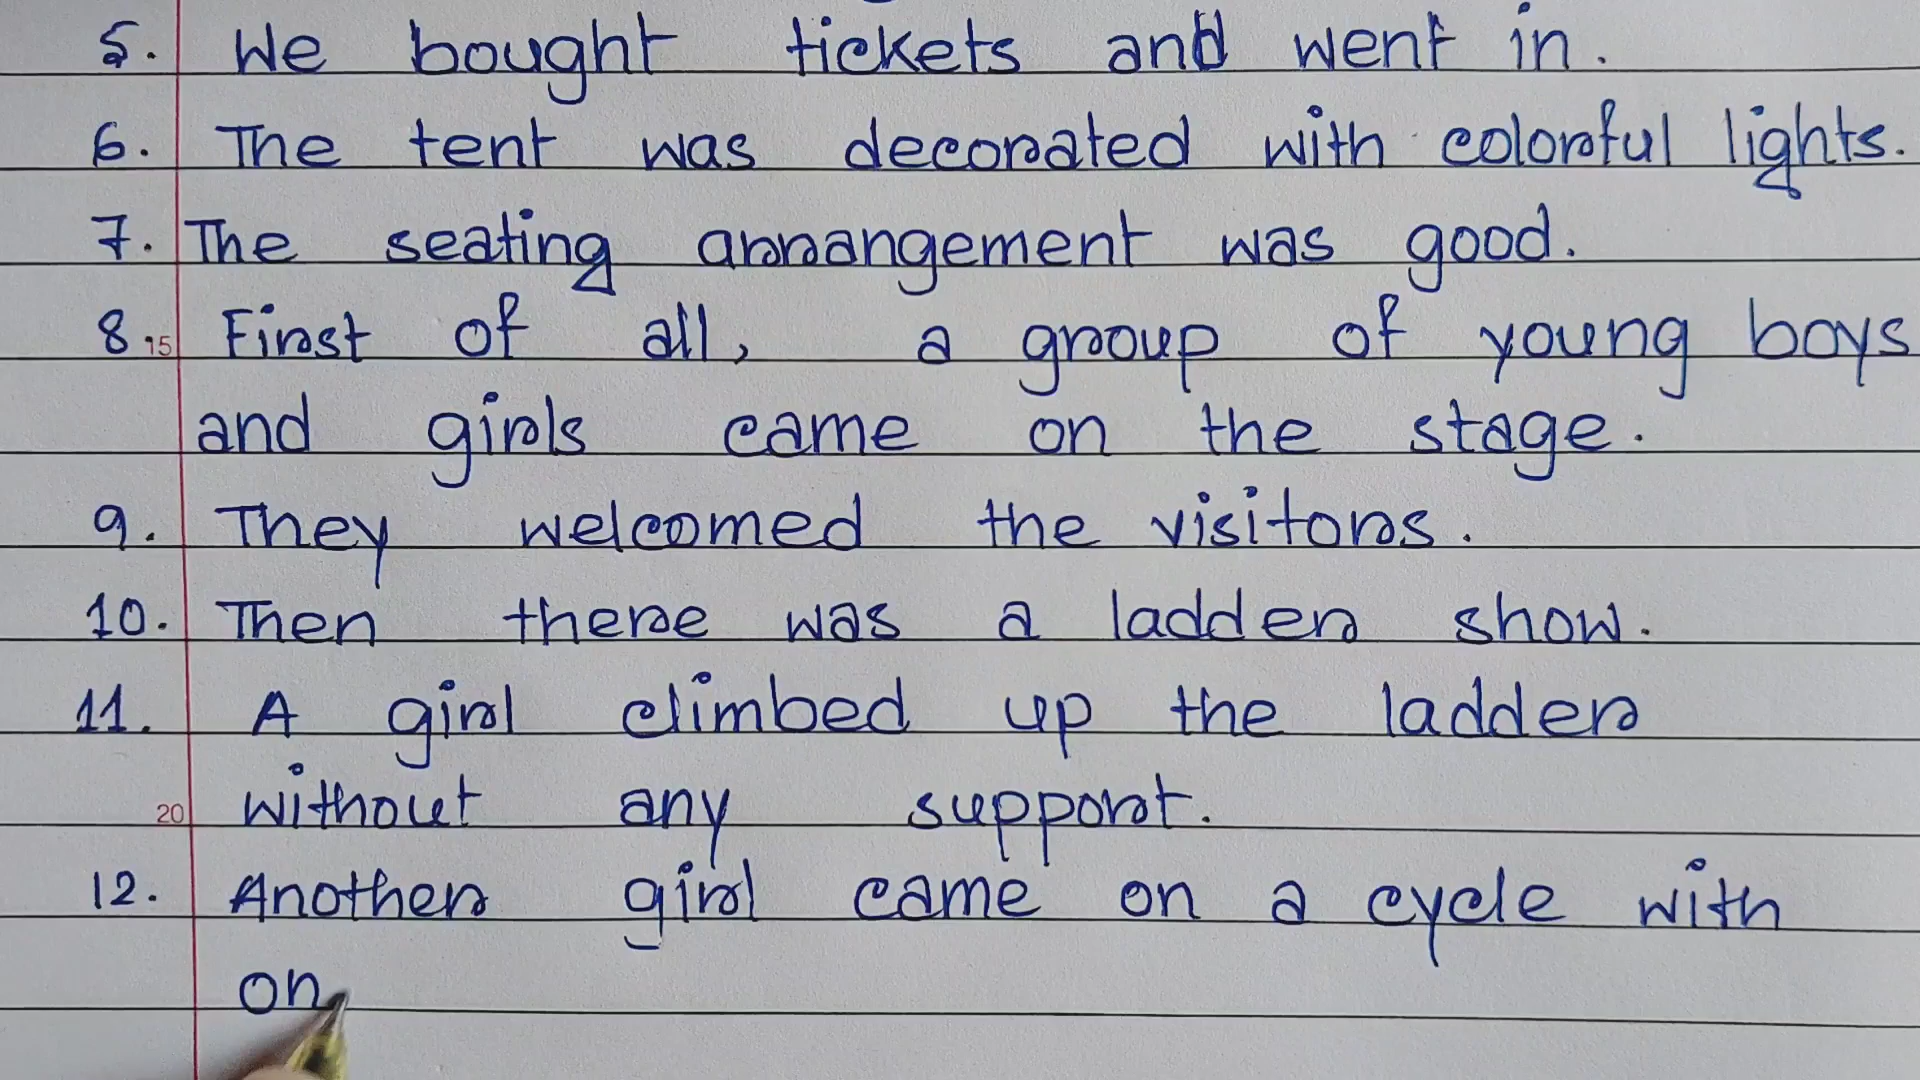 5. We bought tickets and went in.
6. The tent was decorated with colorful lights.
7. The seating arrangement was good.
8. 15 First of all, a group of young boys
and girls came on the stage.
9. They welcomed the visitors.
10. Then there was a ladder show.
11. A girl climbed up the ladder
20 without any support.
12. Another girl came on a cycle with
on